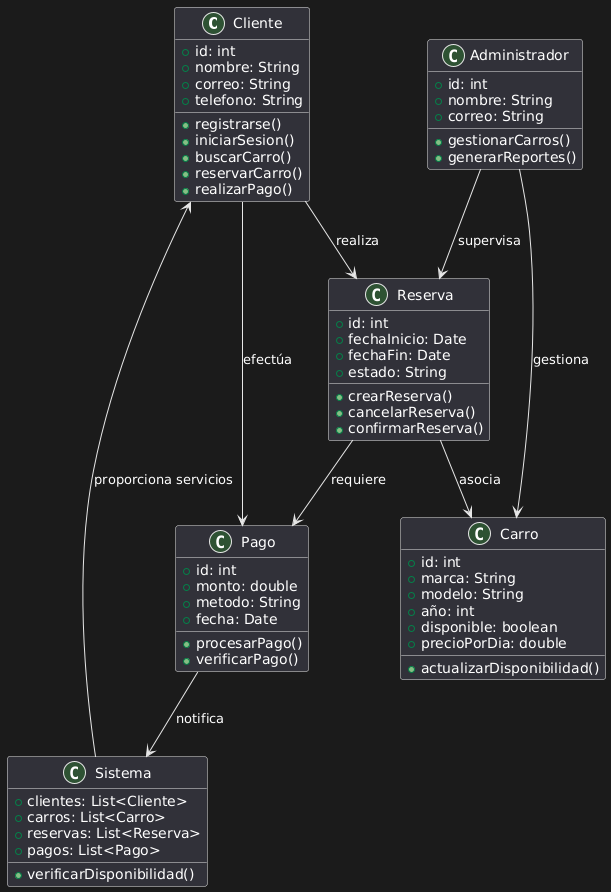 C Cliente
id: int
nombre: String
correo: String
telefono: String
registrarse()
iniciarSesion()
buscarCarro()
reservarCarro()
realizarPago()
C Administrador
id: int
nombre: String
correo: String
gestionarCarros()
generarReportes()
realiza
supervisa
C Reserva
id: int
fechaInicio: Date
fechaFin: Date
estado: String
crearReserva()
cancelarReserva()
confirmarReserva()
efectúa
gestiona
proporciona servicios
requiere
asocia
C Pago
id: int
monto: double
metodo: String
fecha: Date
procesarPago()
verificarPago()
C Carro
id: int
marca: String
modelo: String
año: int
disponible: boolean
precioPorDia: double
actualizarDisponibilidad()
notifica
C Sistema
clientes: List<Cliente>
carros: List<Carro>
reservas: List<Reserva>
pagos: List<Pago>
verificarDisponibilidad()